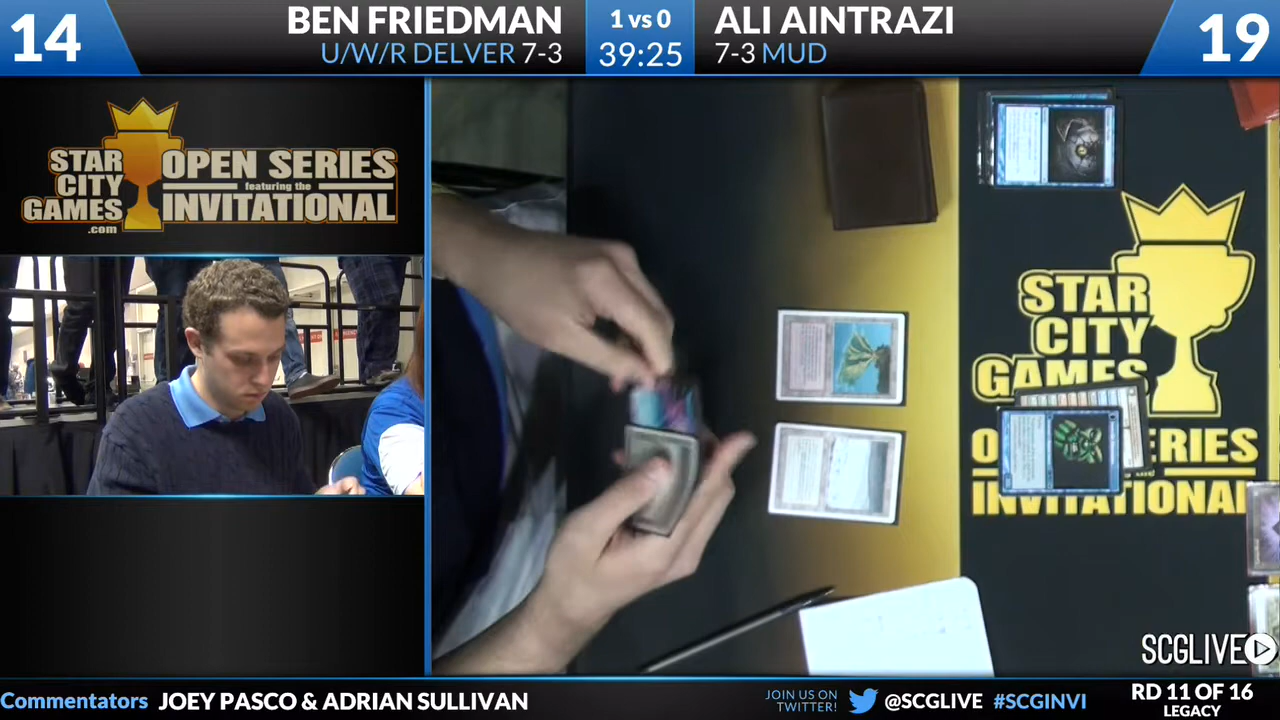 14
BEN FRIEDMAN
U/W/R DELVER 7-3
1 vs 0
39:25
ALI AINTRAZI
7-3 MUD
19
STAR CITY GAMES .com
OPEN SERIES
featuring the
INVITATIONAL
STAR
CITY
GAMES
OPEN SERIES
INVITATIONAL
SCGLIVE
Commentators JOEY PASCO & ADRIAN SULLIVAN
JOIN US ON TWITTER!
@SCGLIVE #SCGINVI
RD 11 OF 16
LEGACY